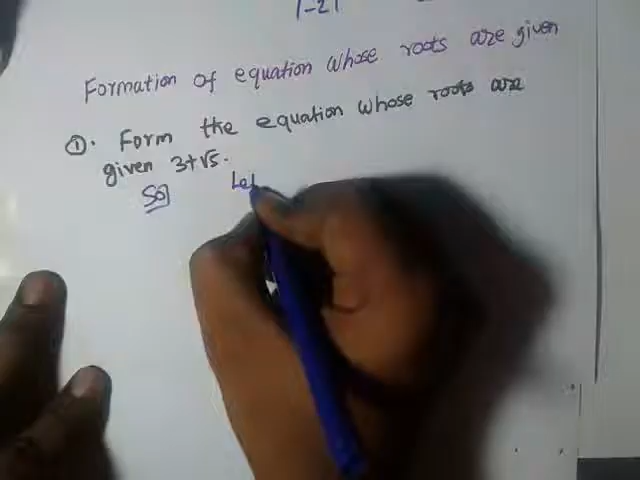 |-21
Formation of equation whose roots are given
①. Form the equation whose roots are
given 3+√5.
Sol Let